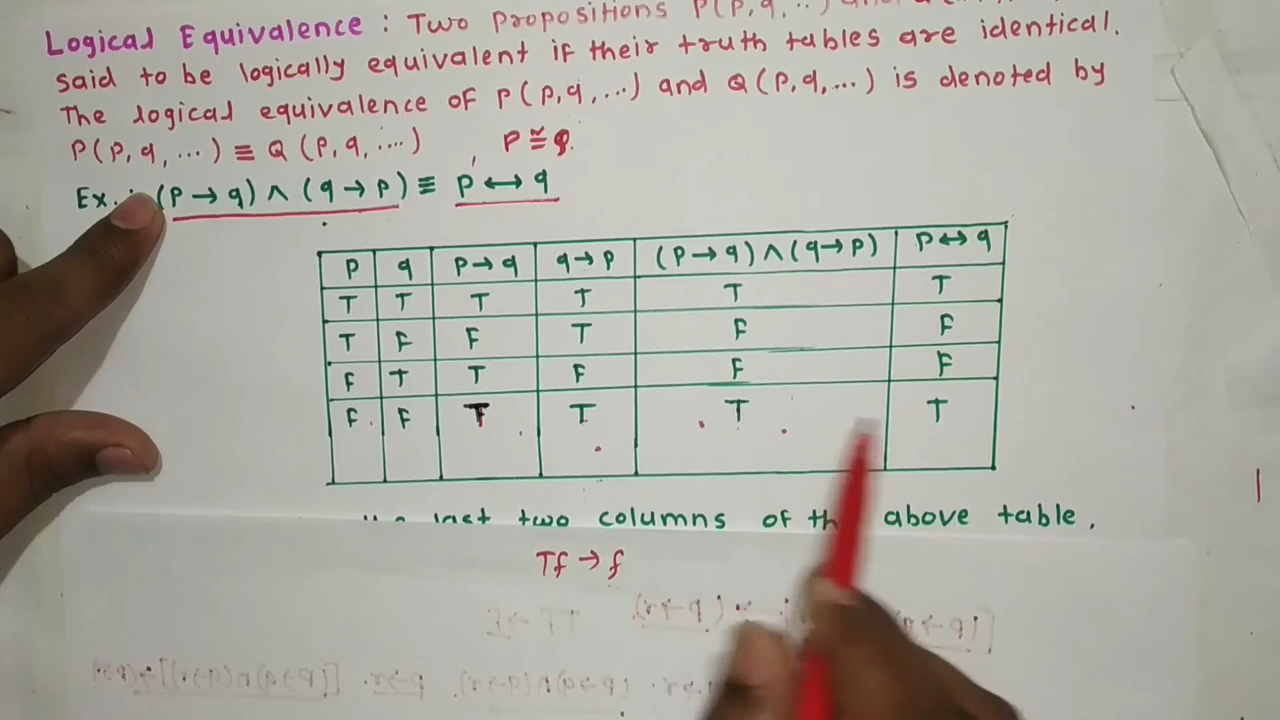 Logical Equivalence : Two propositions P(p,q,..) and
said to be logically equivalent if their truth tables are identical.
The logical equivalence of P(p,q,...) and Q(p,q,...) is denoted by
P(p,q,...) ≡ Q(p,q,....) , P ≅ Q.
Ex.: (p → q) ∧ (q → p) ≡ p ↔ q
p q p→q q→p (p→q)∧(q→p) p↔q
T T T T T T
T F F T F F
F T T F F F
F F T T T T
last two columns of the above table,
Tf → f